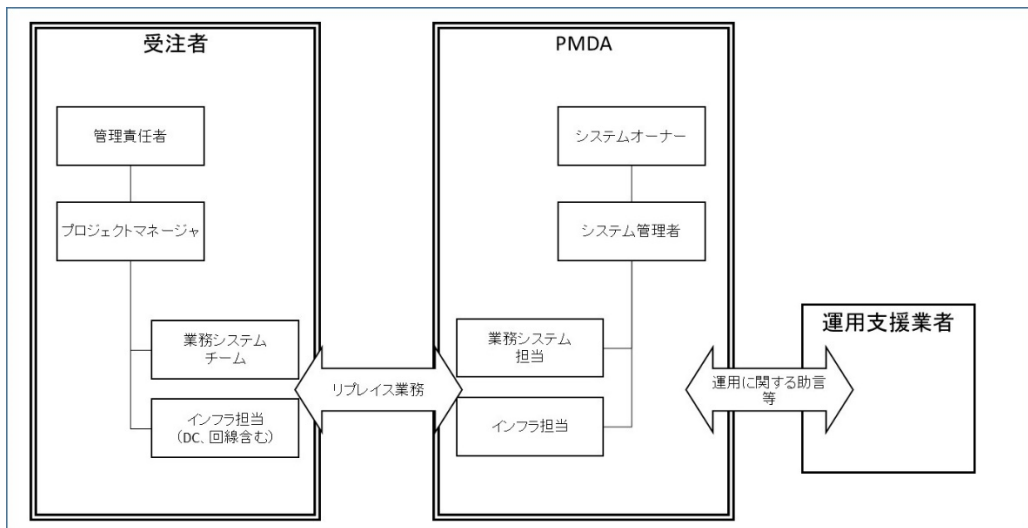 受注者
管理責任者
プロジェクトマネージャ
業務システム
チーム
インフラ担当
(DC、回線含む)
リプレイス業務
PMDA
システムオーナー
システム管理者
業務システム
担当
インフラ担当
運用に関する助言
等
運用支援業者